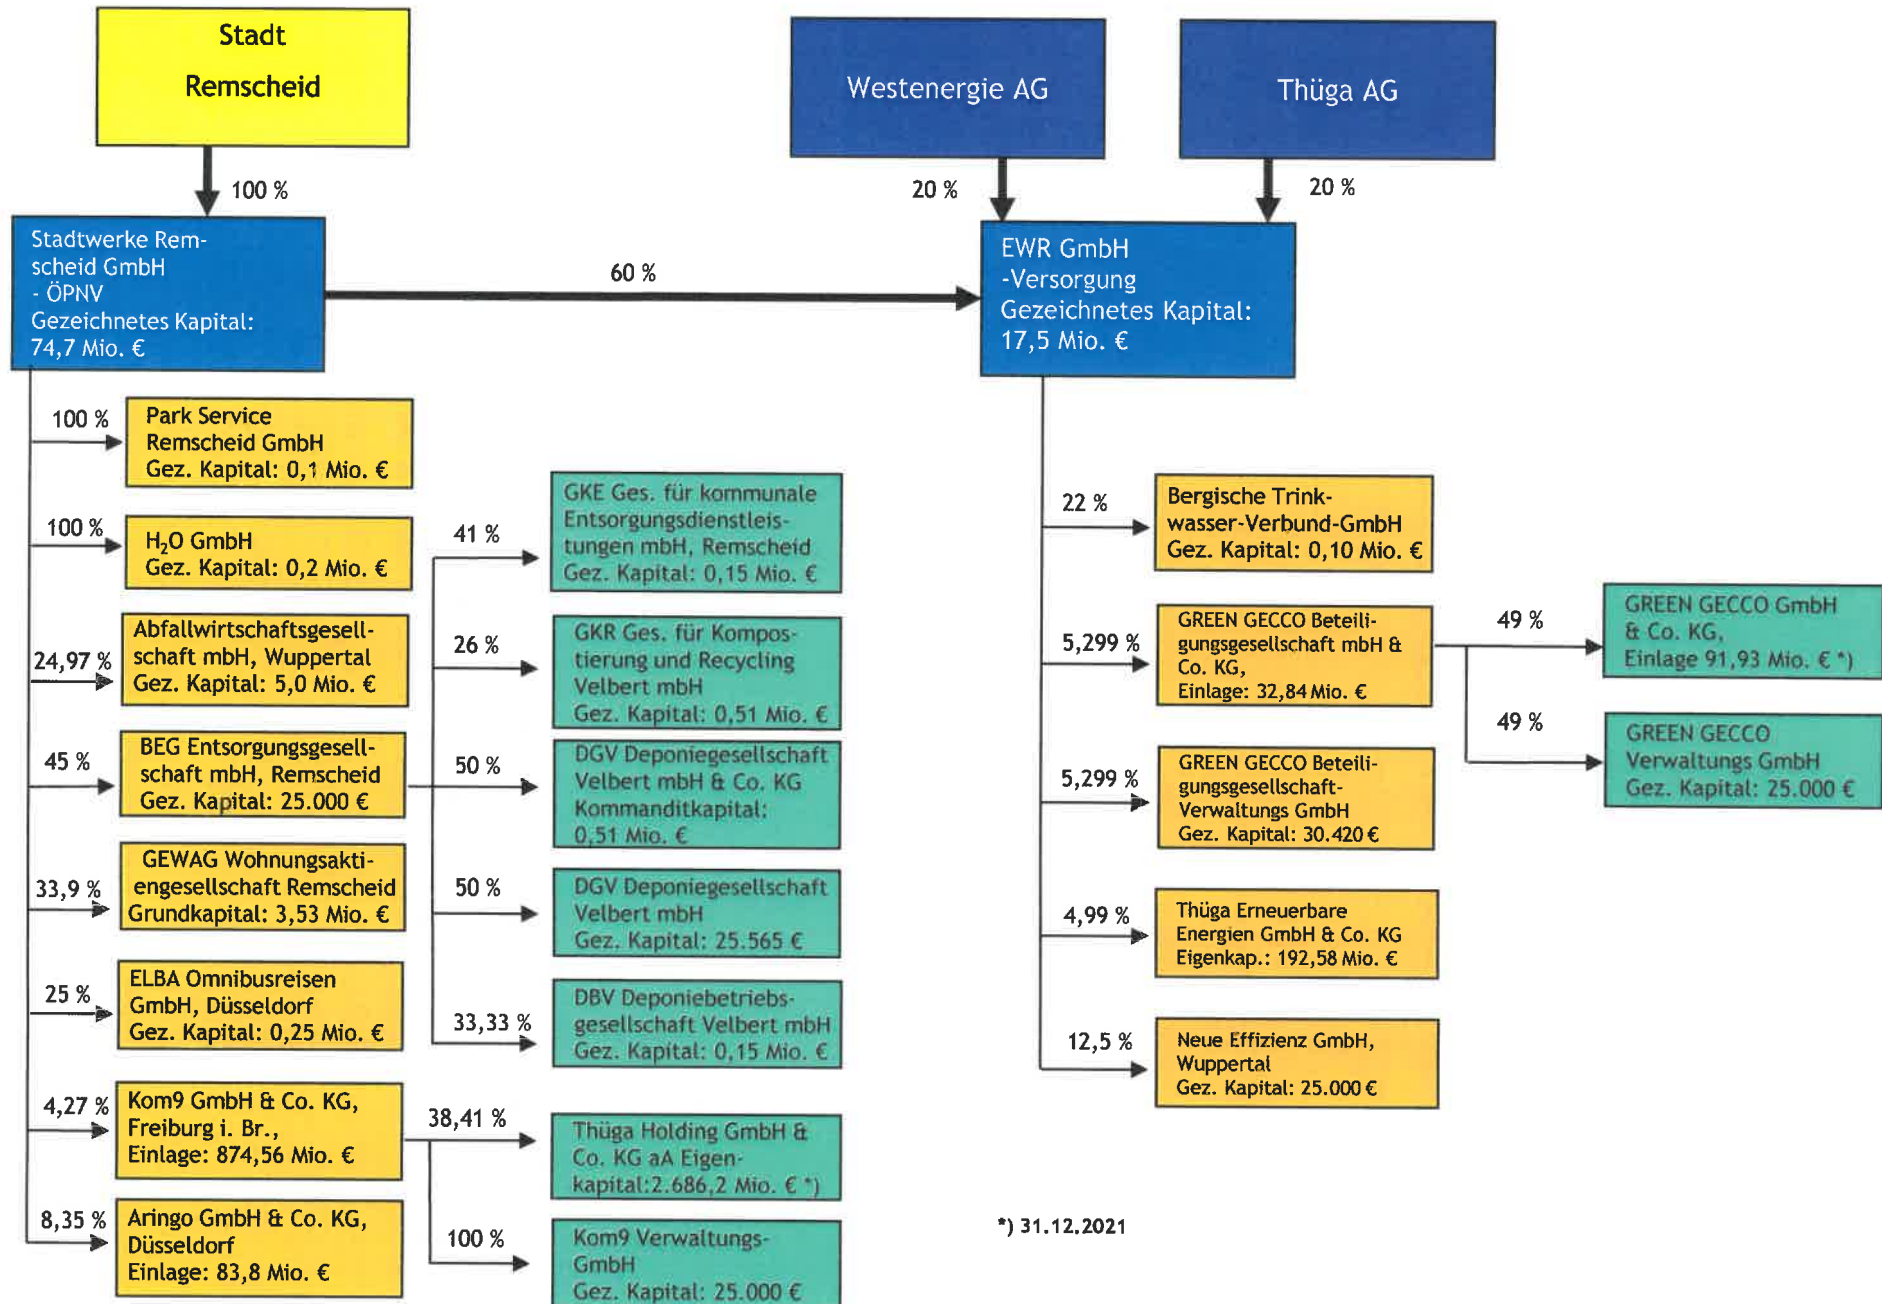 Stadt
Remscheid
Westenergie AG
Thüga AG
100 %
20 %
20 %
Stadtwerke Rem-
scheid GmbH
- ÖPNV
Gezeichnetes Kapital:
74,7 Mio. €
60 %
EWR GmbH
-Versorgung
Gezeichnetes Kapital:
17,5 Mio. €
100 %
Park Service
Remscheid GmbH
Gez. Kapital: 0,1 Mio. €
100 %
H₂O GmbH
Gez. Kapital: 0,2 Mio. €
24,97 %
Abfallwirtschaftsgesell-
schaft mbH, Wuppertal
Gez. Kapital: 5,0 Mio. €
45 %
BEG Entsorgungsgesell-
schaft mbH, Remscheid
Gez. Kapital: 25.000 €
33,9 %
GEWAG Wohnungsakti-
engesellschaft Remscheid
Grundkapital: 3,53 Mio. €
25 %
ELBA Omnibusreisen
GmbH, Düsseldorf
Gez. Kapital: 0,25 Mio. €
4,27 %
Kom9 GmbH & Co. KG,
Freiburg i. Br.,
Einlage: 874,56 Mio. €
8,35 %
Aringo GmbH & Co. KG,
Düsseldorf
Einlage: 83,8 Mio. €
41 %
GKE Ges. für kommunale
Entsorgungsdienstleis-
tungen mbH, Remscheid
Gez. Kapital: 0,15 Mio. €
26 %
GKR Ges. für Kompos-
tierung und Recycling
Velbert mbH
Gez. Kapital: 0,51 Mio. €
50 %
DGV Deponiegesellschaft
Velbert mbH & Co. KG
Kommanditkapital:
0,51 Mio. €
50 %
DGV Deponiegesellschaft
Velbert mbH
Gez. Kapital: 25.565 €
33,33 %
DBV Deponiebetriebs-
gesellschaft Velbert mbH
Gez. Kapital: 0,15 Mio. €
38,41 %
Thüga Holding GmbH &
Co. KG aA Eigen-
kapital:2.686,2 Mio. € *)
100 %
Kom9 Verwaltungs-
GmbH
Gez. Kapital: 25.000 €
22 %
Bergische Trink-
wasser-Verbund-GmbH
Gez. Kapital: 0,10 Mio. €
5,299 %
GREEN GECCO Beteili-
gungsgesellschaft mbH &
Co. KG,
Einlage: 32,84 Mio. €
5,299 %
GREEN GECCO Beteili-
gungsgesellschaft-
Verwaltungs GmbH
Gez. Kapital: 30.420 €
4,99 %
Thüga Erneuerbare
Energien GmbH & Co. KG
Eigenkap.: 192,58 Mio. €
12,5 %
Neue Effizienz GmbH,
Wuppertal
Gez. Kapital: 25.000 €
49 %
GREEN GECCO GmbH
& Co. KG,
Einlage 91,93 Mio. € *)
49 %
GREEN GECCO
Verwaltungs GmbH
Gez. Kapital: 25.000 €
*) 31.12.2021